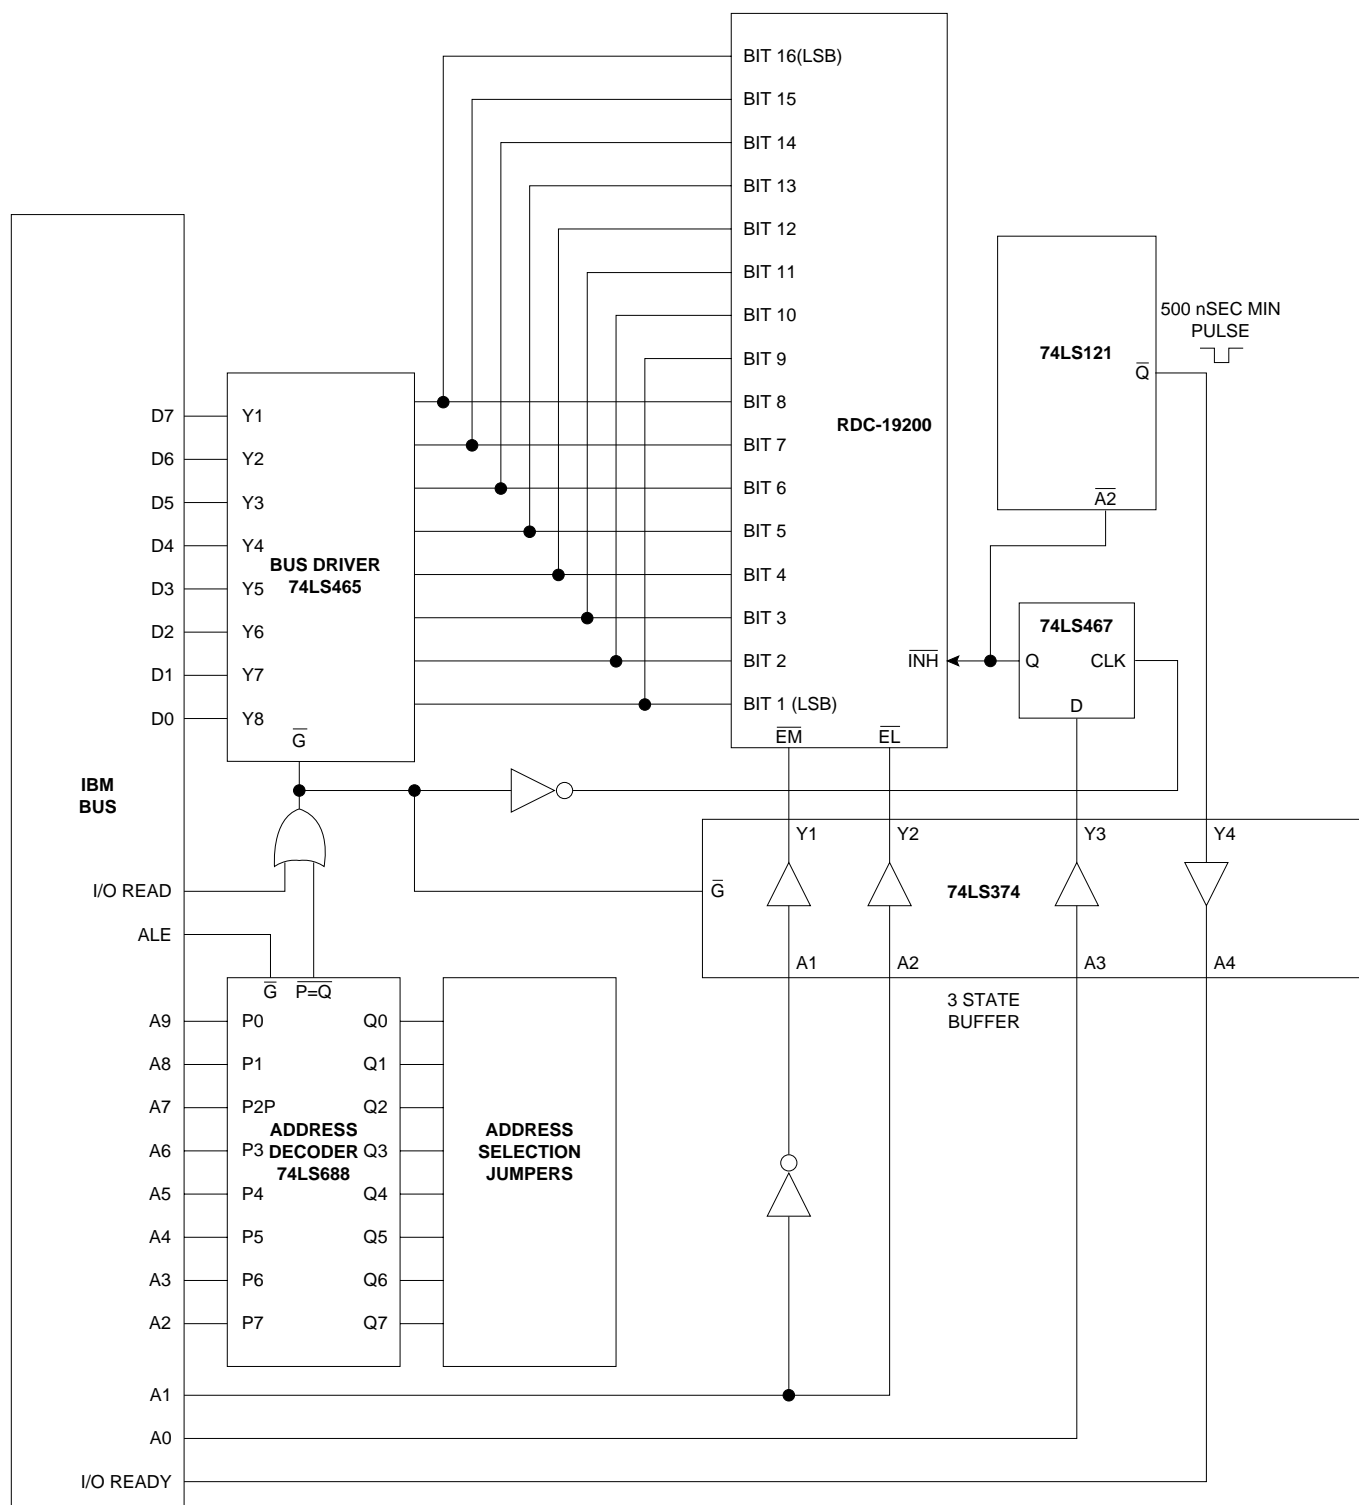 BIT 16(LSB)
BIT 15
BIT 14
BIT 13
BIT 12
BIT 11
BIT 10
BIT 9
BIT 8
BIT 7
BIT 6
BIT 5
BIT 4
BIT 3
BIT 2
BIT 1 (LSB)
RDC-19200
INH
EM
EL
74LS121
Q
A2
500 nSEC MIN
PULSE
74LS467
Q
CLK
D
D7
D6
D5
D4
D3
D2
D1
D0
Y1
Y2
Y3
Y4
Y5
Y6
Y7
Y8
G
BUS DRIVER
74LS465
IBM
BUS
I/O READ
ALE
A9
A8
A7
A6
A5
A4
A3
A2
A1
A0
I/O READY
G
P=Q
P0
P1
P2P
P3
P4
P5
P6
P7
ADDRESS
DECODER
74LS688
Q0
Q1
Q2
Q3
Q4
Q5
Q6
Q7
ADDRESS
SELECTION
JUMPERS
Y1
Y2
Y3
Y4
G
74LS374
A1
A2
A3
A4
3 STATE
BUFFER